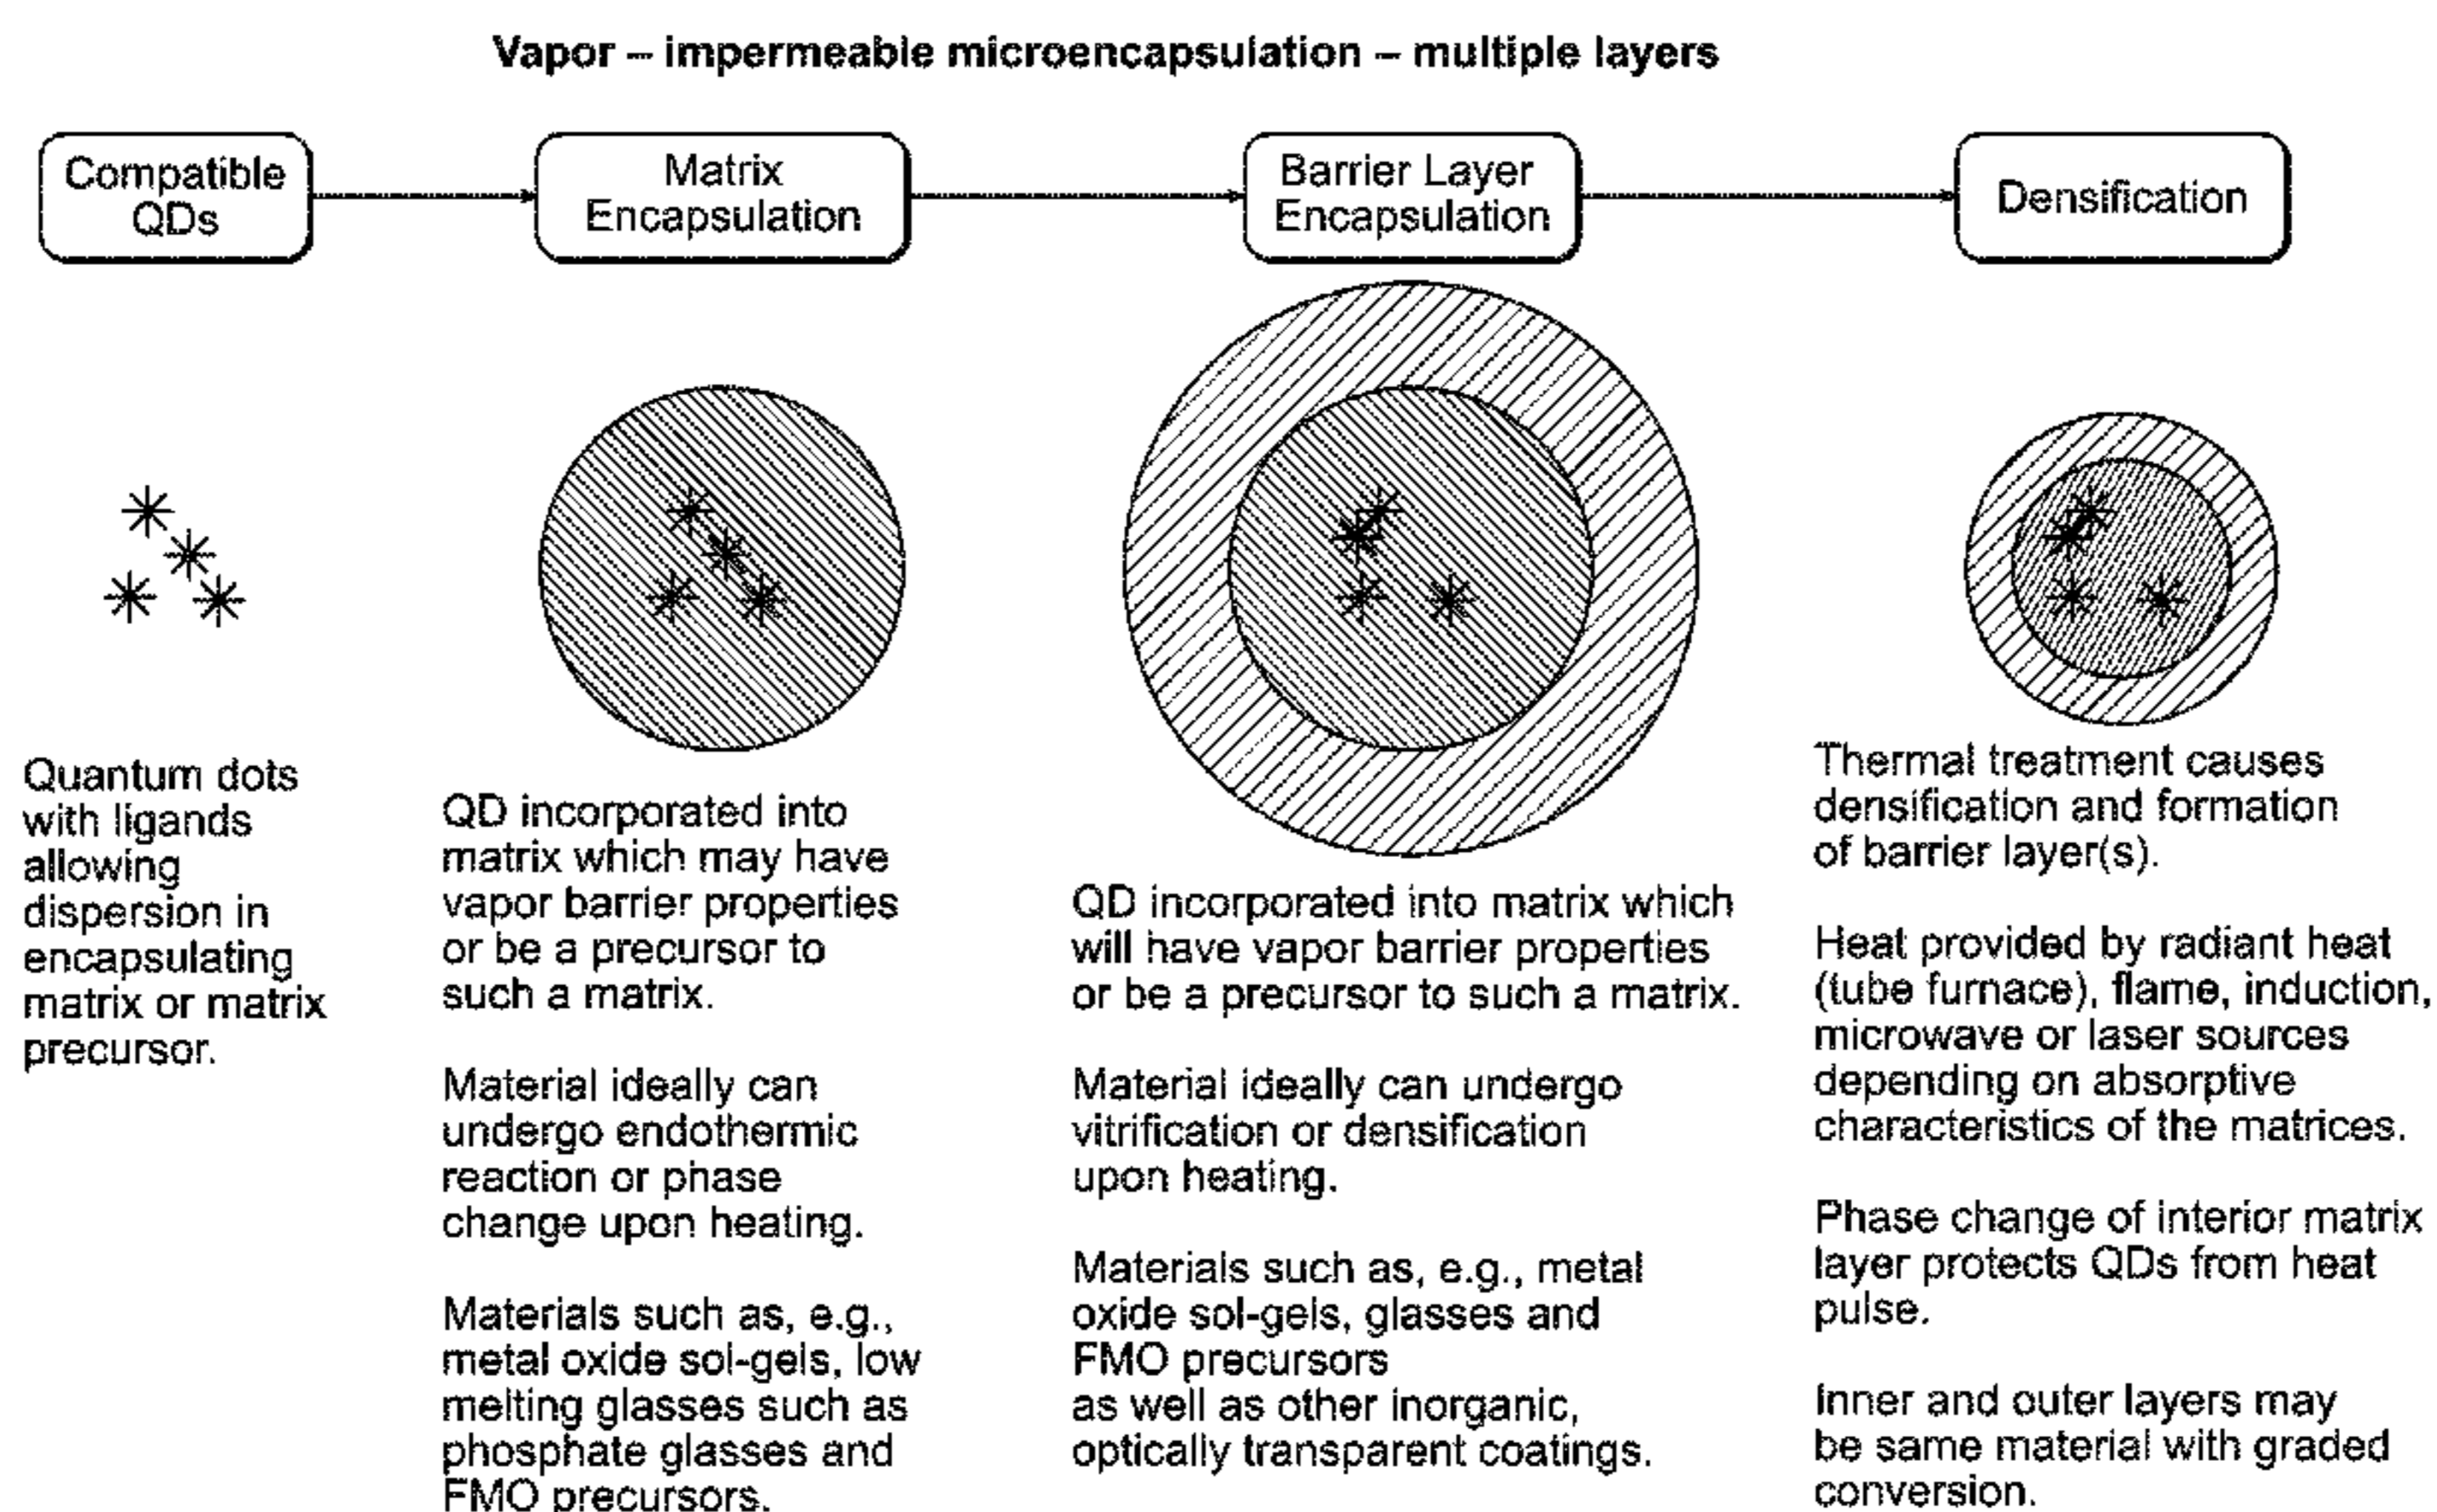 Vapor – impermeable microencapsulation – multiple layers
Compatible
QDs
Matrix
Encapsulation
Barrier Layer
Encapsulation
Densification
Quantum dots
with ligands
allowing
dispersion in
encapsulating
matrix or matrix
precursor.
QD incorporated into
matrix which may have
vapor barrier properties
or be a precursor to
such a matrix.
Material ideally can
undergo endothermic
reaction or phase
change upon heating.
Materials such as, e.g.,
metal oxide sol-gels, low
melting glasses such as
phosphate glasses and
FMO precursors.
QD incorporated into matrix which
will have vapor barrier properties
or be a precursor to such a matrix.
Material ideally can undergo
vitrification or densification
upon heating.
Materials such as, e.g., metal
oxide sol-gels, glasses and
FMO precursors
as well as other inorganic,
optically transparent coatings.
Thermal treatment causes
densification and formation
of barrier layer(s).
Heat provided by radiant heat
(tube furnace), flame, induction,
microwave or laser sources
depending on absorptive
characteristics of the matrices.
Phase change of interior matrix
layer protects QDs from heat
pulse.
Inner and outer layers may
be same material with graded
conversion.